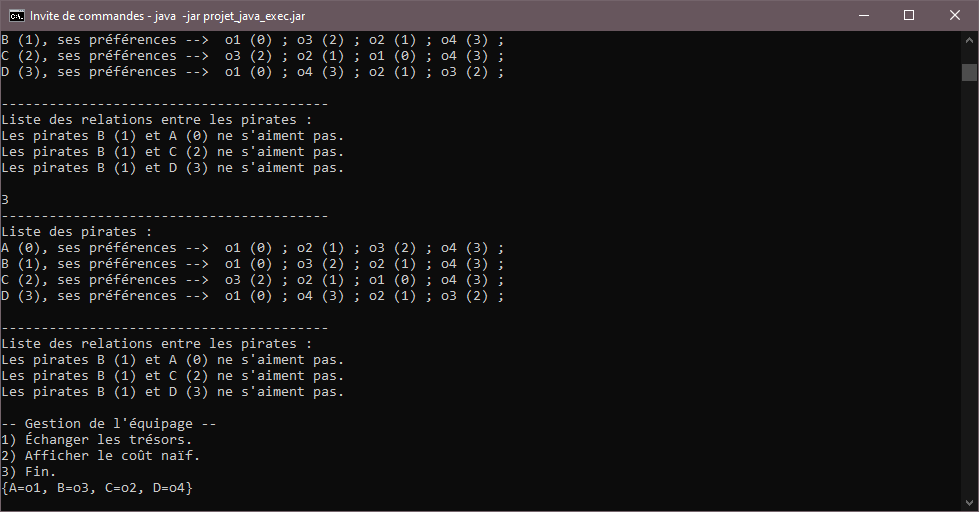 Invite de commandes - java  -jar projet_java_exec.jar
B (1), ses préférences -->  o1 (0) ; o3 (2) ; o2 (1) ; o4 (3) ;
C (2), ses préférences -->  o3 (2) ; o2 (1) ; o1 (0) ; o4 (3) ;
D (3), ses préférences -->  o1 (0) ; o4 (3) ; o2 (1) ; o3 (2) ;
-----------------------------------------
Liste des relations entre les pirates :
Les pirates B (1) et A (0) ne s'aiment pas.
Les pirates B (1) et C (2) ne s'aiment pas.
Les pirates B (1) et D (3) ne s'aiment pas.
3
-----------------------------------------
Liste des pirates :
A (0), ses préférences -->  o1 (0) ; o2 (1) ; o3 (2) ; o4 (3) ;
B (1), ses préférences -->  o1 (0) ; o3 (2) ; o2 (1) ; o4 (3) ;
C (2), ses préférences -->  o3 (2) ; o2 (1) ; o1 (0) ; o4 (3) ;
D (3), ses préférences -->  o1 (0) ; o4 (3) ; o2 (1) ; o3 (2) ;
-----------------------------------------
Liste des relations entre les pirates :
Les pirates B (1) et A (0) ne s'aiment pas.
Les pirates B (1) et C (2) ne s'aiment pas.
Les pirates B (1) et D (3) ne s'aiment pas.
-- Gestion de l'équipage --
1) Échanger les trésors.
2) Afficher le coût naïf.
3) Fin.
{A=o1, B=o3, C=o2, D=o4}